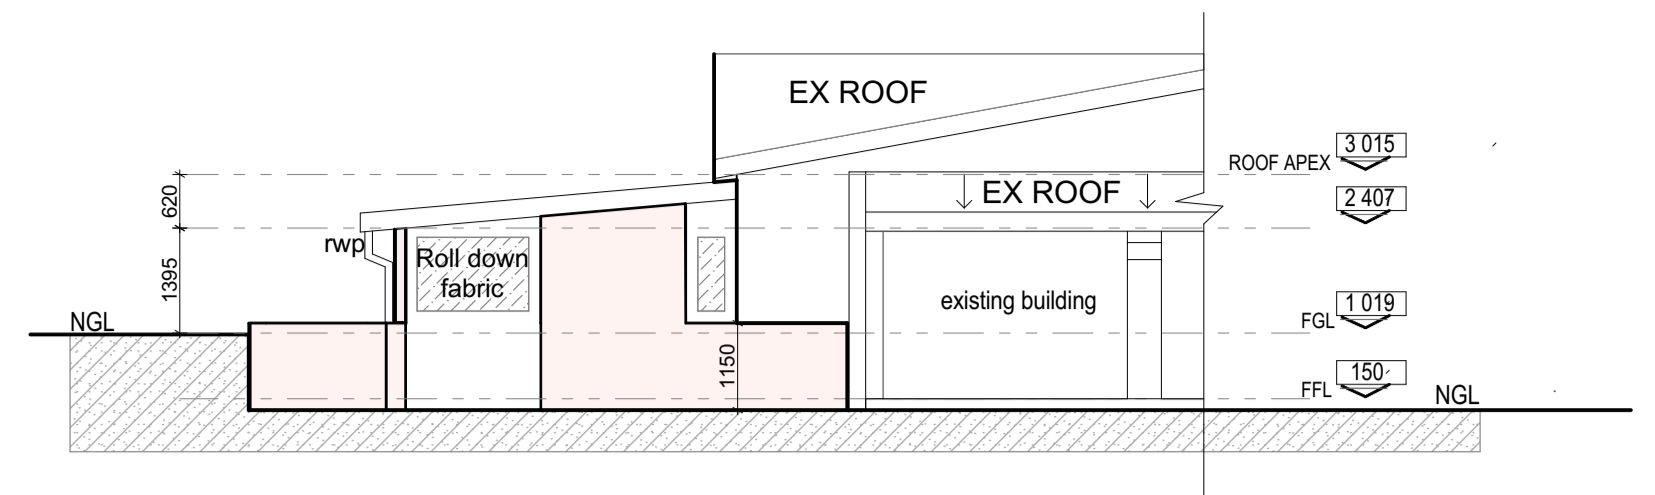 EX ROOF
3 015
ROOF APEX
EX ROOF
2 407
620
rwp
Roll down
fabric
1395
existing building
1 019
NGL
FGL
1150
150
FFL
NGL